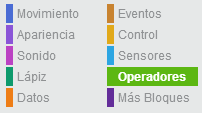 Movimiento
Apariencia
Sonido
Lápiz
Datos
Eventos
Control
Sensores
Operadores
Más Bloques